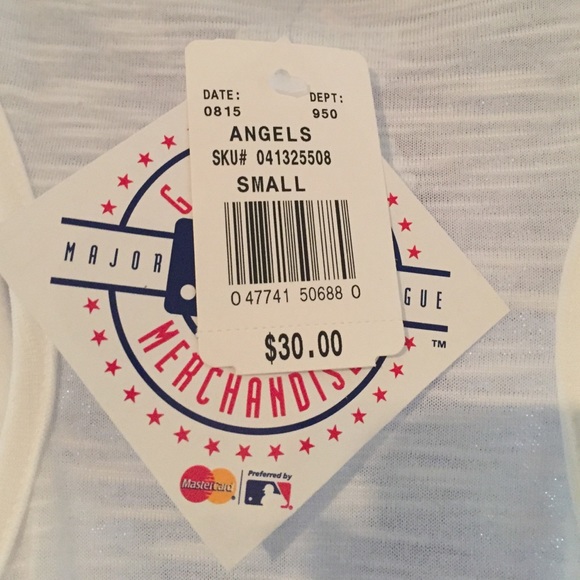 DATE: DEPT:
0815 950
ANGELS
SKU# 041325508
SMALL
0 47741 50688 0
$30.00
MAJOR
GUE
MERCHANDIS
TM
MasterCard
Preferred by